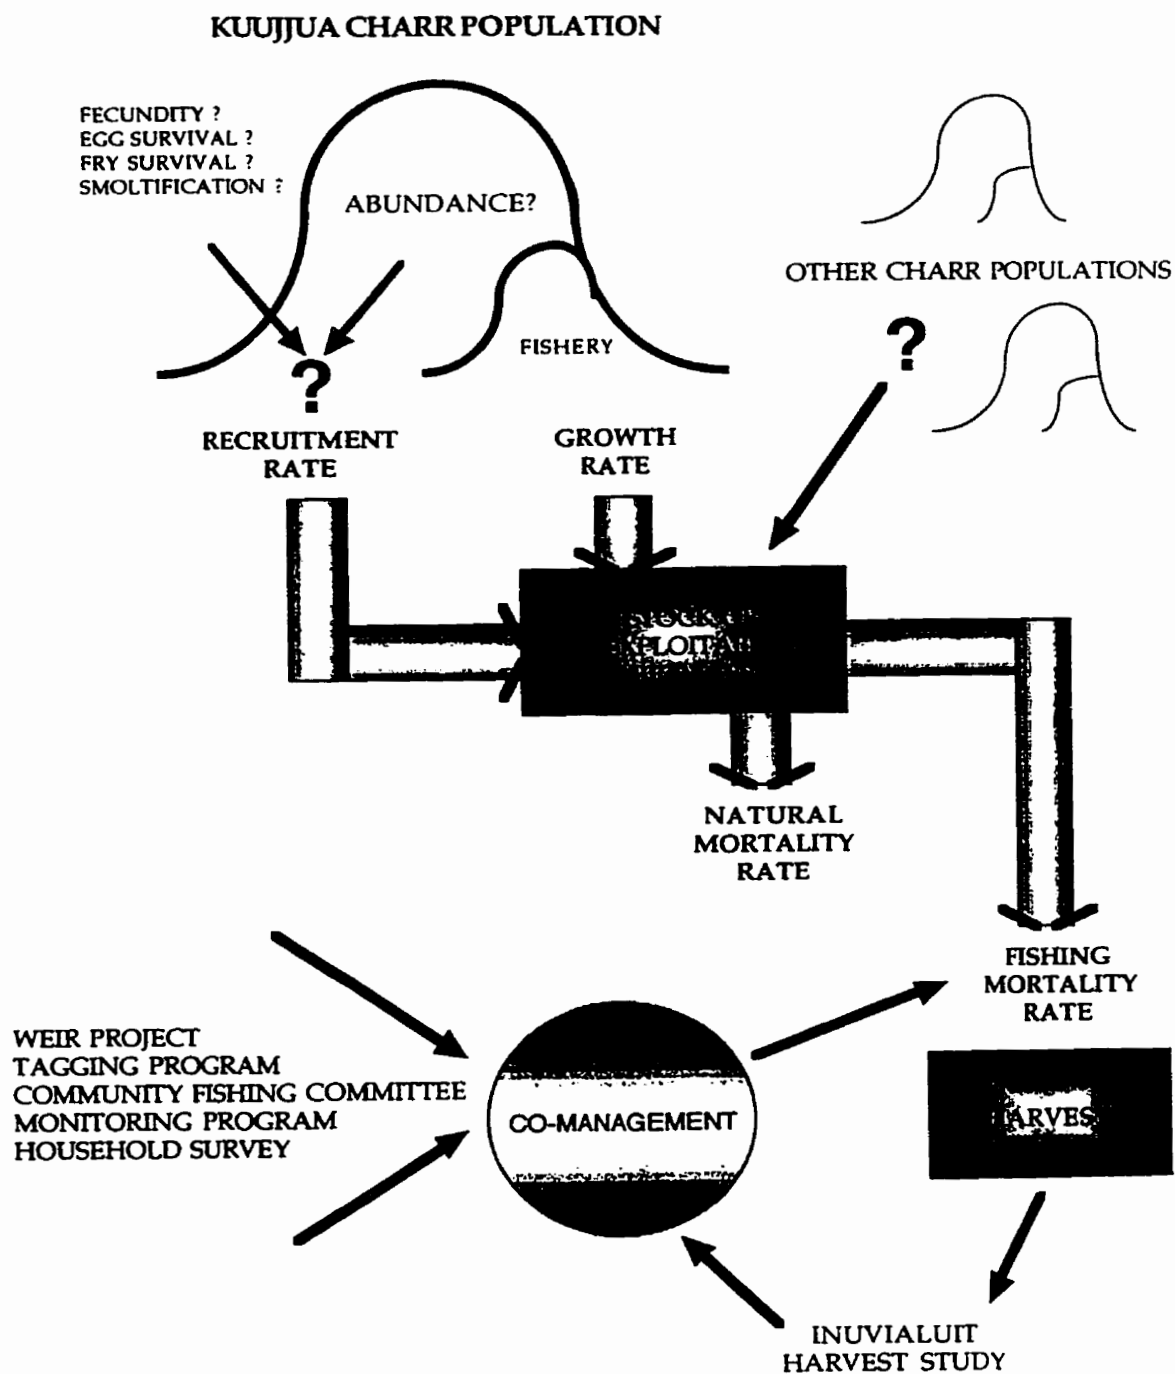 KUUJJUA CHARR POPULATION
FECUNDITY ?
EGG SURVIVAL ?
FRY SURVIVAL ?
SMOLTIFICATION ?
ABUNDANCE?
FISHERY
OTHER CHARR POPULATIONS
?
?
RECRUITMENT
RATE
GROWTH
RATE
NATURAL
MORTALITY
RATE
FISHING
MORTALITY
RATE
WEIR PROJECT
TAGGING PROGRAM
COMMUNITY FISHING COMMITTEE
MONITORING PROGRAM
HOUSEHOLD SURVEY
CO-MANAGEMENT
ARVES
INUVIALUIT
HARVEST STUDY